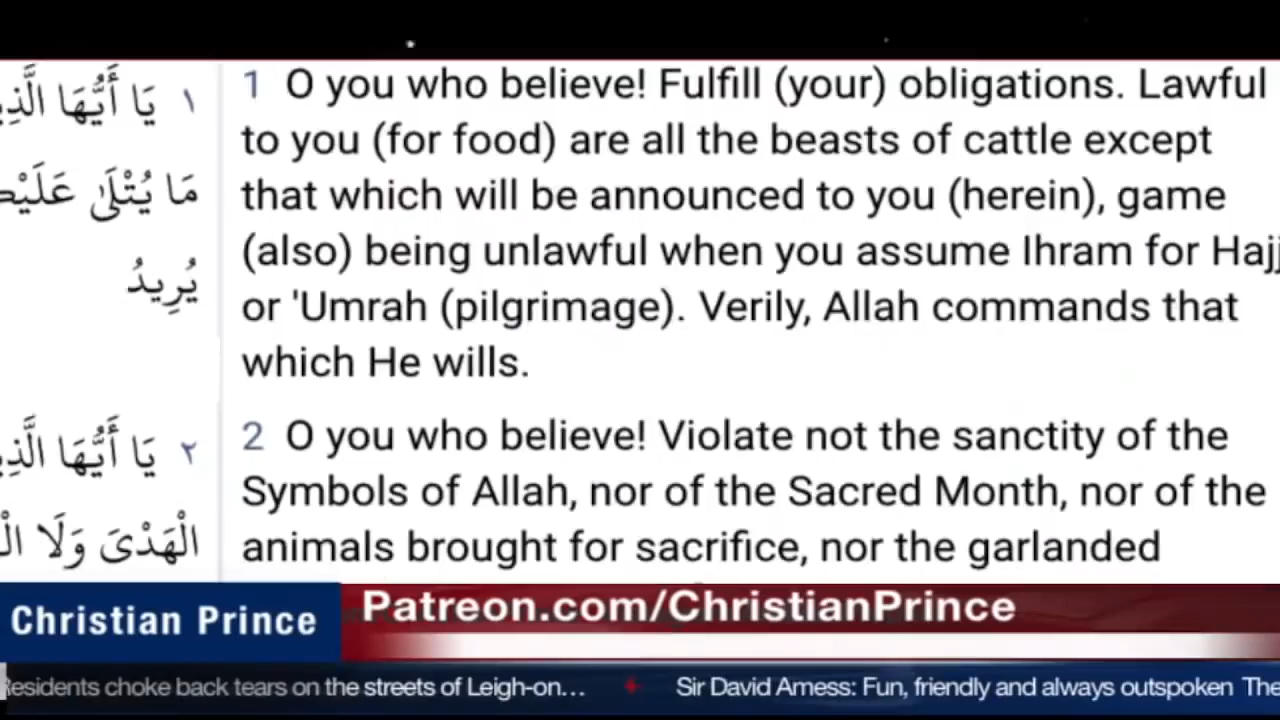 1 O you who believe! Fulfill (your) obligations. Lawful
to you (for food) are all the beasts of cattle except
that which will be announced to you (herein), game
(also) being unlawful when you assume Ihram for Hajj
or 'Umrah (pilgrimage). Verily, Allah commands that
which He wills.
١ يَا أَيُّهَا
مَا يُتْلَىٰ
يُرِيدُ
2 O you who believe! Violate not the sanctity of the
Symbols of Allah, nor of the Sacred Month, nor of the
animals brought for sacrifice, nor the garlanded
٢ يَا أَيُّهَا
الْهَدْىَ وَلَا
Christian Prince
Patreon.com/ChristianPrince
Residents choke back tears on the streets of Leigh-on… Sir David Amess: Fun, friendly and always outspoken The